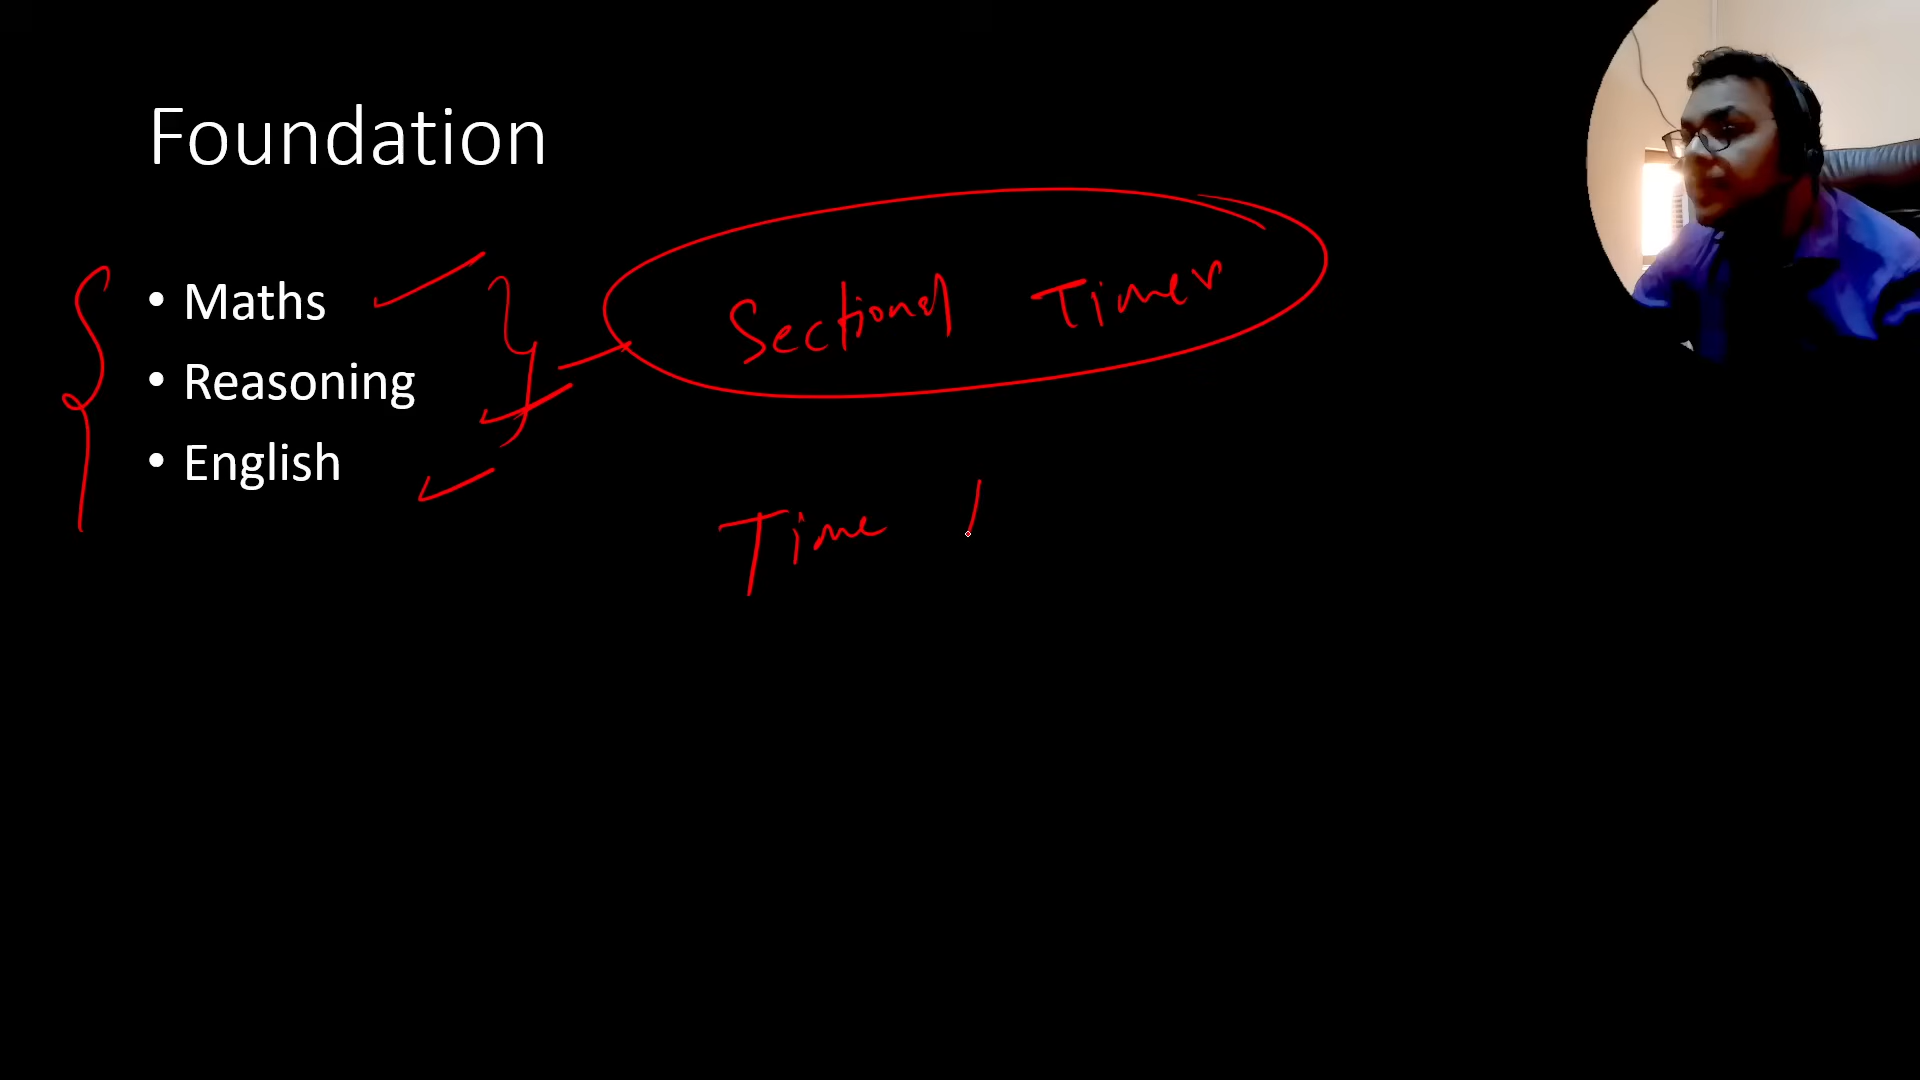 Foundation
• Maths
• Reasoning
• English
Sectional Timer
Time